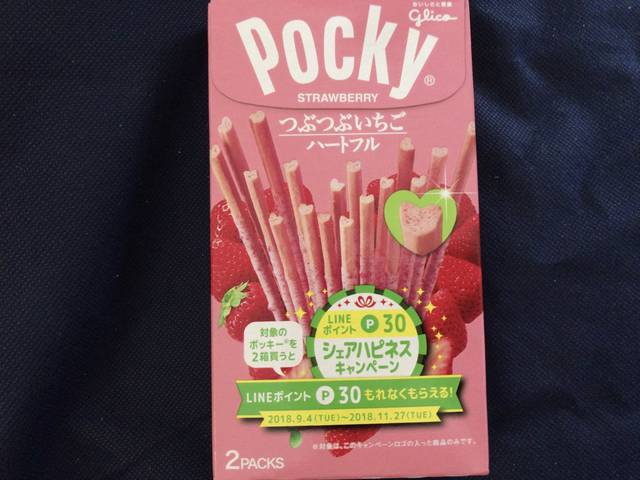 おいしさと健康
Glico
Pocky®
STRAWBERRY
つぶつぶいちご
ハートフル
LINE
ポイント P 30
シェアハピネス
キャンペーン
対象の
ポッキー®を
2箱買うと
LINEポイント P 30 もれなくもらえる!
2018.9.4(TUE)~2018.11.27(TUE)
※対象は、このキャンペーンロゴの入った商品のみです。
2PACKS